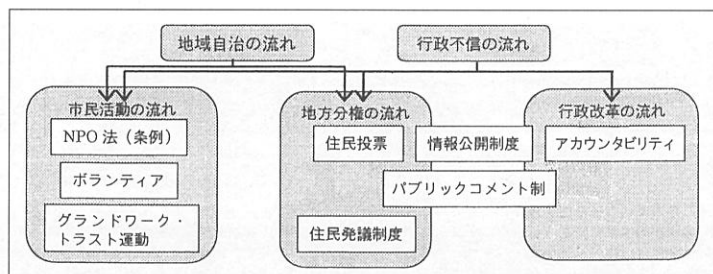 地域自治の流れ
行政不信の流れ
市民活動の流れ
NPO法（条例）
ボランティア
グランドワーク・
トラスト運動
地方分権の流れ
住民投票
情報公開制度
パブリックコメント制
住民発議制度
行政改革の流れ
アカウンタビリティ